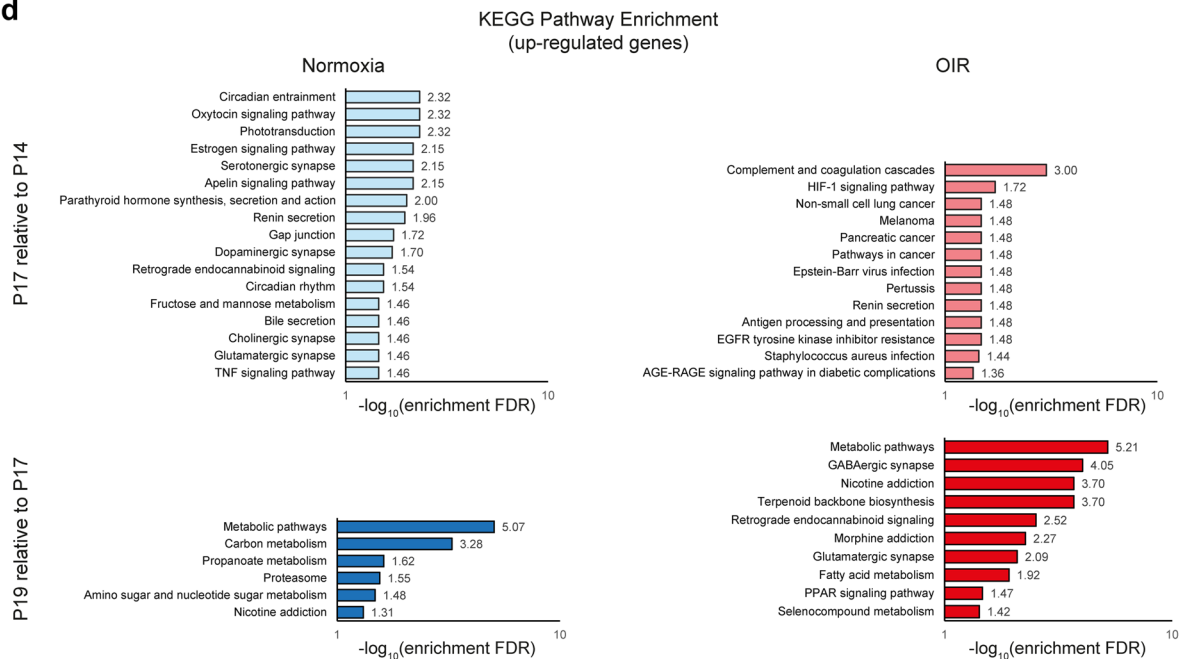 d
KEGG Pathway Enrichment
(up-regulated genes)
Normoxia
OIR
P17 relative to P14
Circadian entrainment 2.32
Oxytocin signaling pathway 2.32
Phototransduction 2.32
Estrogen signaling pathway 2.15
Serotonergic synapse 2.15
Apelin signaling pathway 2.15
Parathyroid hormone synthesis, secretion and action 2.00
Renin secretion 1.96
Gap junction 1.72
Dopaminergic synapse 1.70
Retrograde endocannabinoid signaling 1.54
Circadian rhythm 1.54
Fructose and mannose metabolism 1.46
Bile secretion 1.46
Cholinergic synapse 1.46
Glutamatergic synapse 1.46
TNF signaling pathway 1.46
1 10
-log10(enrichment FDR)
Complement and coagulation cascades 3.00
HIF-1 signaling pathway 1.72
Non-small cell lung cancer 1.48
Melanoma 1.48
Pancreatic cancer 1.48
Pathways in cancer 1.48
Epstein-Barr virus infection 1.48
Pertussis 1.48
Renin secretion 1.48
Antigen processing and presentation 1.48
EGFR tyrosine kinase inhibitor resistance 1.48
Staphylococcus aureus infection 1.44
AGE-RAGE signaling pathway in diabetic complications 1.36
1 10
-log10(enrichment FDR)
P19 relative to P17
Metabolic pathways 5.07
Carbon metabolism 3.28
Propanoate metabolism 1.62
Proteasome 1.55
Amino sugar and nucleotide sugar metabolism 1.48
Nicotine addiction 1.31
1 10
-log10(enrichment FDR)
Metabolic pathways 5.21
GABAergic synapse 4.05
Nicotine addiction 3.70
Terpenoid backbone biosynthesis 3.70
Retrograde endocannabinoid signaling 2.52
Morphine addiction 2.27
Glutamatergic synapse 2.09
Fatty acid metabolism 1.92
PPAR signaling pathway 1.47
Selenocompound metabolism 1.42
1 10
-log10(enrichment FDR)